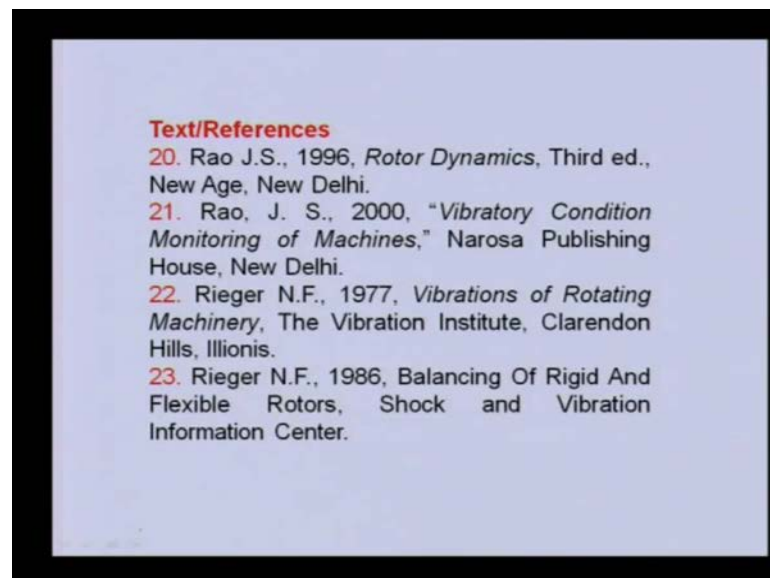 Text/References
20. Rao J.S., 1996, Rotor Dynamics, Third ed.,
New Age, New Delhi.
21. Rao, J. S., 2000, “Vibratory Condition
Monitoring of Machines,” Narosa Publishing
House, New Delhi.
22. Rieger N.F., 1977, Vibrations of Rotating
Machinery, The Vibration Institute, Clarendon
Hills, Illionis.
23. Rieger N.F., 1986, Balancing Of Rigid And
Flexible Rotors, Shock and Vibration
Information Center.